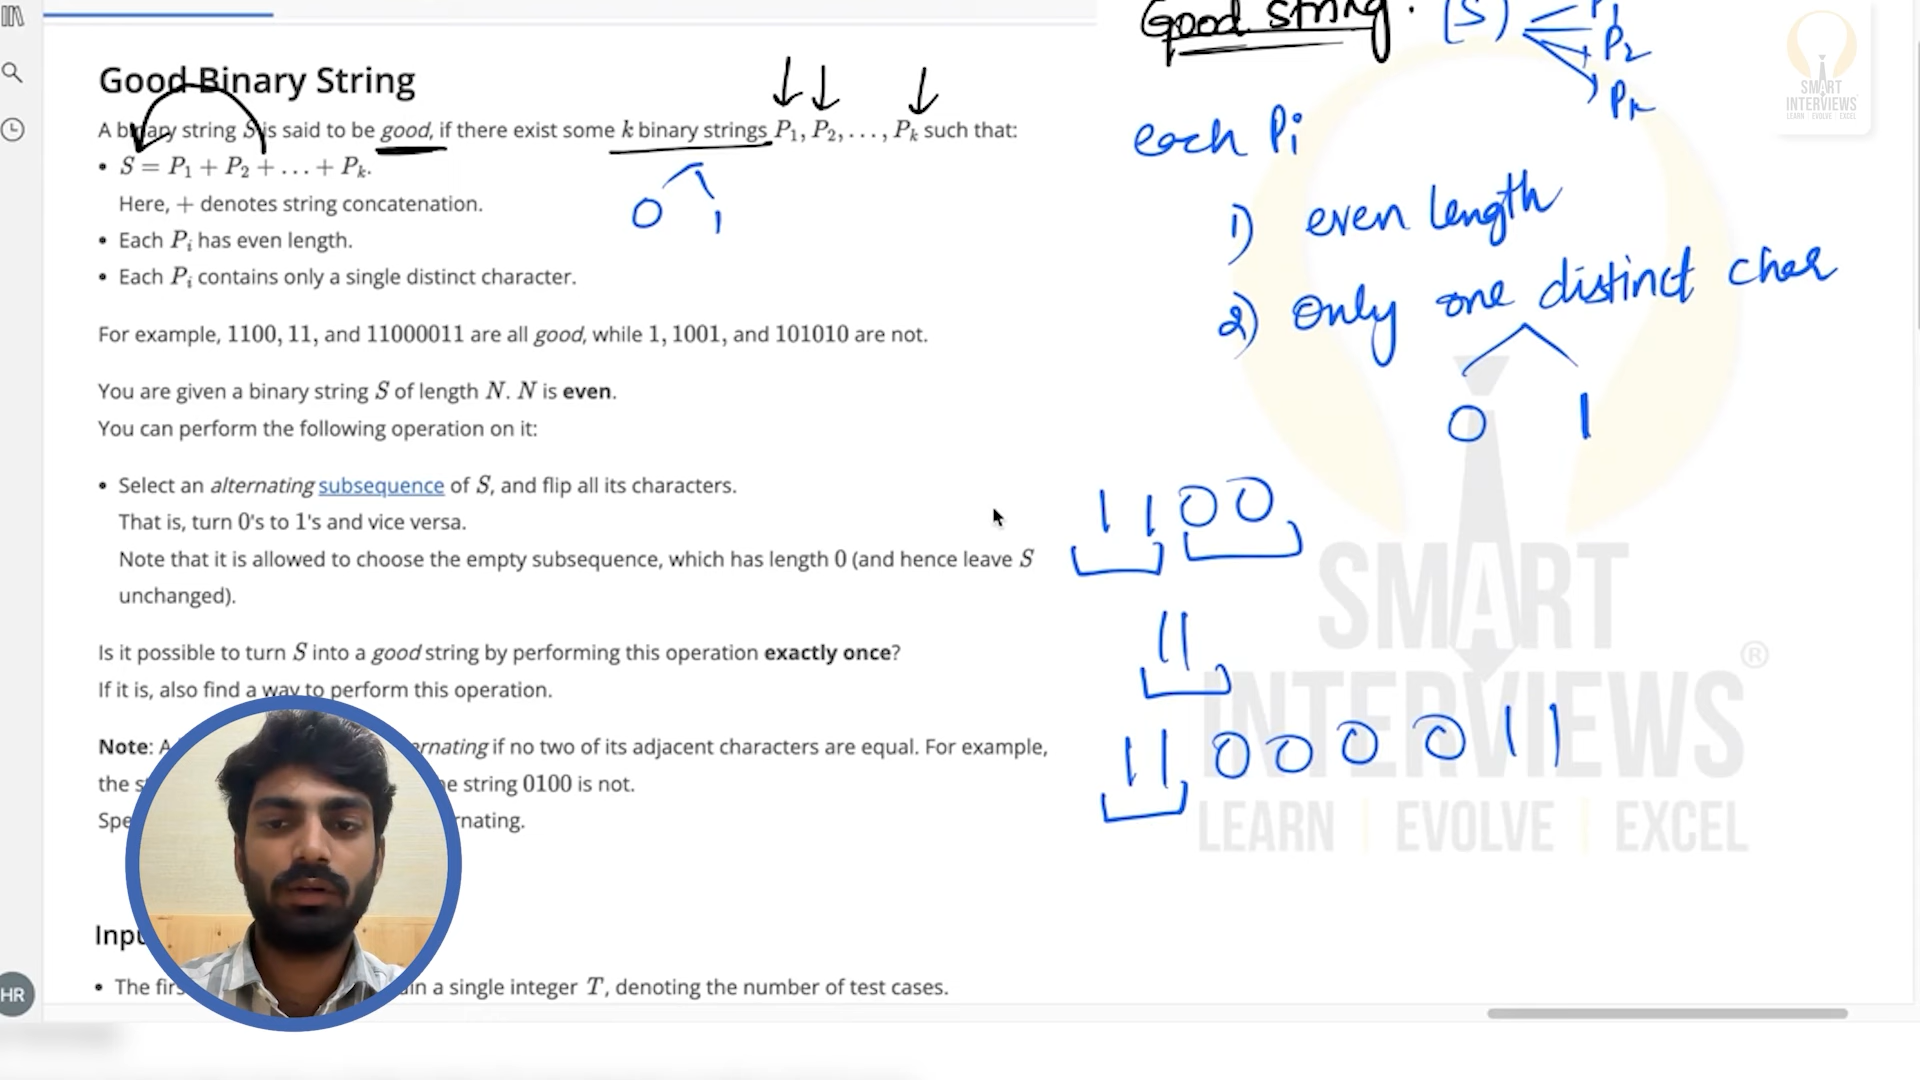 Good Binary String
A binary string S is said to be good, if there exist some k binary strings P1, P2, . . . , Pk such that:
• S = P1 + P2 + . . . + Pk.
Here, + denotes string concatenation.
• Each Pi has even length.
• Each Pi contains only a single distinct character.
0 1
For example, 1100, 11, and 11000011 are all good, while 1, 1001, and 101010 are not.
You are given a binary string S of length N. N is even.
You can perform the following operation on it:
• Select an alternating subsequence of S, and flip all its characters.
That is, turn 0's to 1's and vice versa.
Note that it is allowed to choose the empty subsequence, which has length 0 (and hence leave S
unchanged).
Is it possible to turn S into a good string by performing this operation exactly once?
If it is, also find a way to perform this operation.
Note: A
if no two of its adjacent characters are equal. For example,
the
string 0100 is not.
• The
a single integer T, denoting the number of test cases.
HR
Good string. [S] P1
P2
Pk
each Pi
1) even length
2) Only one distinct char
0 1
1100
11
11000011
SMART
INTERVIEWS
LEARN | EVOLVE | EXCEL
SMART
INTERVIEWS ®
LEARN | EVOLVE | EXCEL